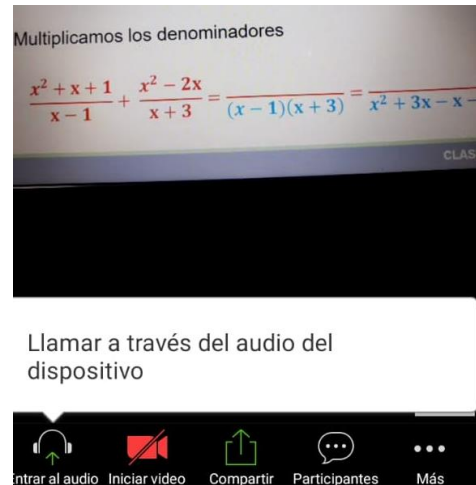 Multiplicamos los denominadores
x² + x + 1 / x − 1 + x² − 2x / x + 3 = / (x − 1)(x + 3) = / x² + 3x − x −
CLAS
Llamar a través del audio del
dispositivo
Entrar al audio Iniciar video Compartir Participantes Más